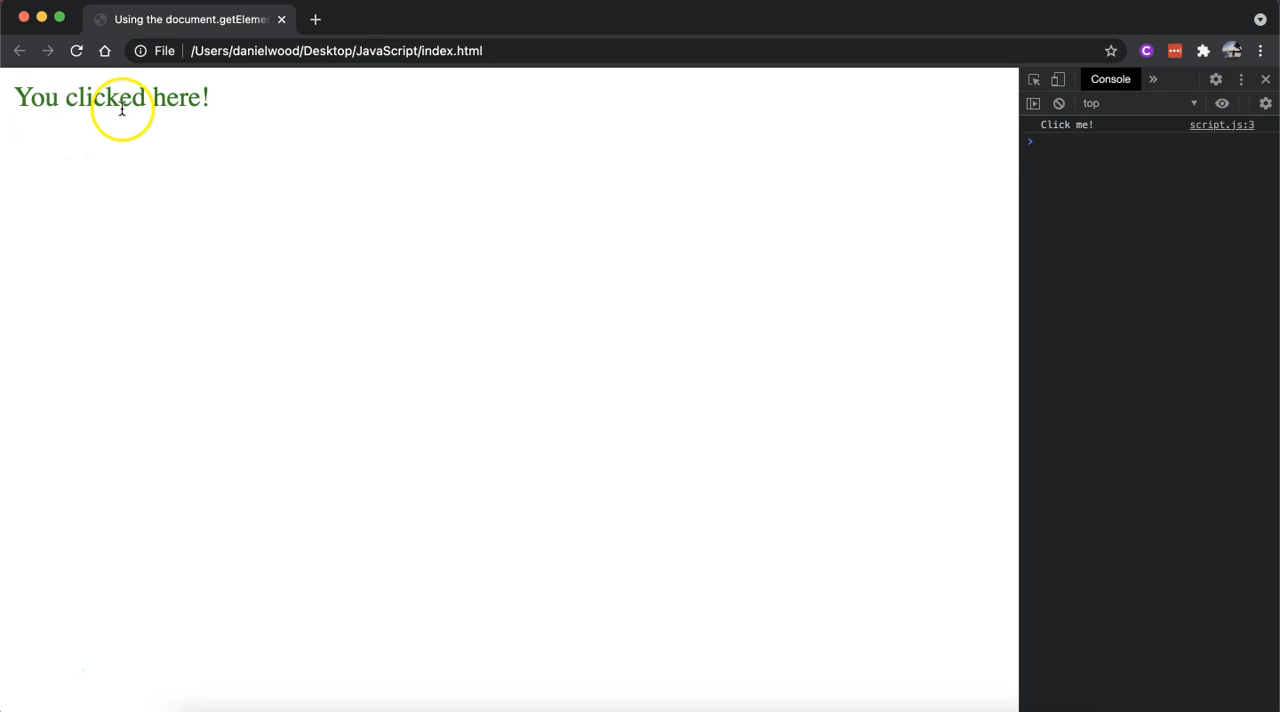 Using the document.getEleme
File
/Users/danielwood/Desktop/JavaScript/index.html
C
You clicked here!
Console
top
Click me!
script.js:3